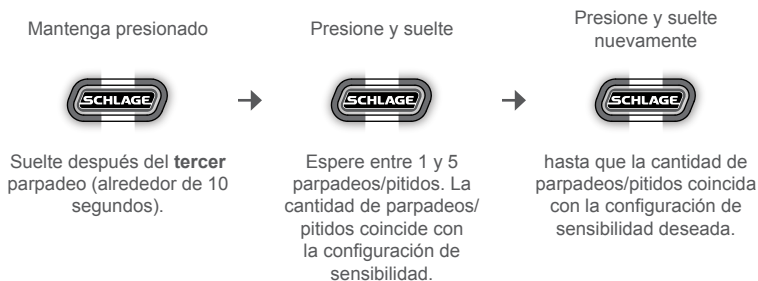 Mantenga presionado
SCHLAGE
Suelte después del tercer
parpadeo (alrededor de 10
segundos).
Presione y suelte
SCHLAGE
Espere entre 1 y 5
parpadeos/pitidos. La
cantidad de parpadeos/
pitidos coincide con
la configuración de
sensibilidad.
Presione y suelte
nuevamente
SCHLAGE
hasta que la cantidad de
parpadeos/pitidos coincida
con la configuración de
sensibilidad deseada.